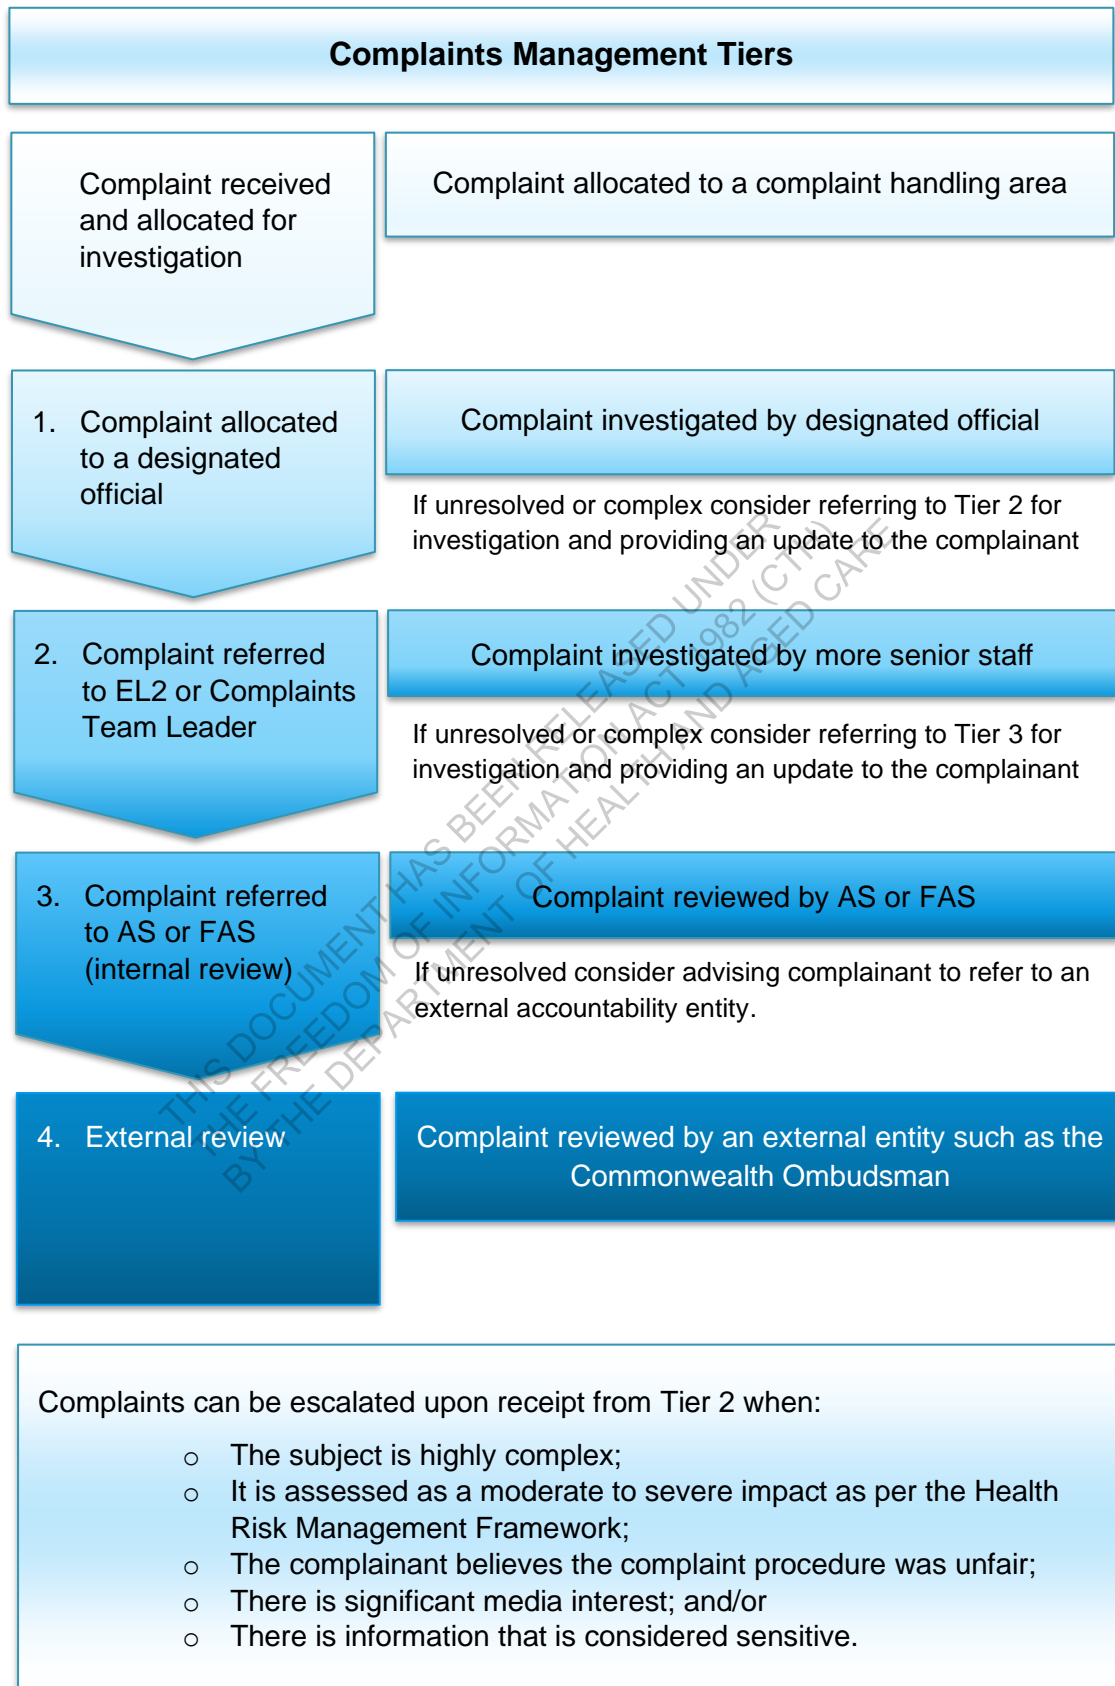 Complaints Management Tiers
Complaint received
and allocated for
investigation
Complaint allocated to a complaint handling area
1. Complaint allocated
to a designated
official
Complaint investigated by designated official
If unresolved or complex consider referring to Tier 2 for
investigation and providing an update to the complainant
2. Complaint referred
to EL2 or Complaints
Team Leader
Complaint investigated by more senior staff
If unresolved or complex consider referring to Tier 3 for
investigation and providing an update to the complainant
3. Complaint referred
to AS or FAS
(internal review)
Complaint reviewed by AS or FAS
If unresolved consider advising complainant to refer to an
external accountability entity.
4. External review
Complaint reviewed by an external entity such as the
Commonwealth Ombudsman
Complaints can be escalated upon receipt from Tier 2 when:
o The subject is highly complex;
o It is assessed as a moderate to severe impact as per the Health
Risk Management Framework;
o The complainant believes the complaint procedure was unfair;
o There is significant media interest; and/or
o There is information that is considered sensitive.
THIS DOCUMENT HAS BEEN RELEASED UNDER
THE FREEDOM OF INFORMATION ACT 1982 (CTH)
BY THE DEPARTMENT OF HEALTH AND AGED CARE